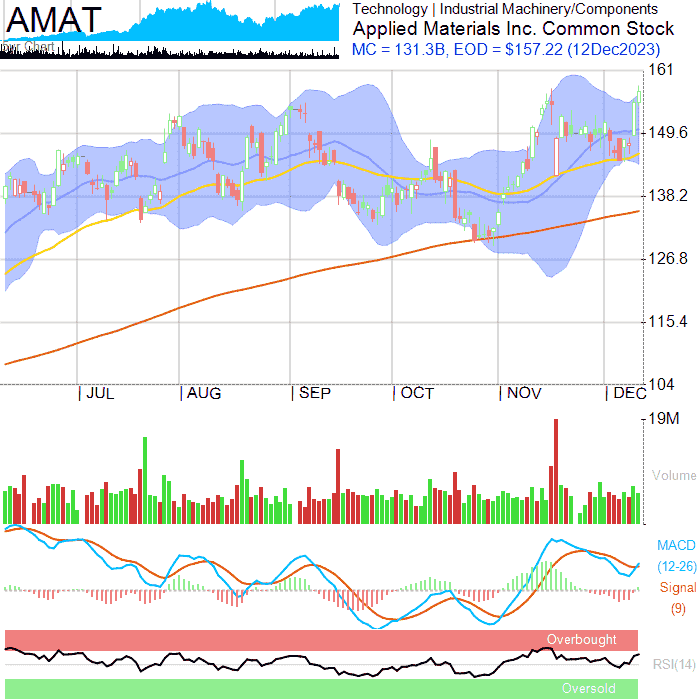 AMAT
Technology | Industrial Machinery/Components
Applied Materials Inc. Common Stock
MC = 131.3B, EOD = $157.22 (12Dec2023)
Chart
161
149.6
138.2
126.8
115.4
104
JUL
AUG
SEP
OCT
NOV
DEC
19M
Volume
MACD
(12-26)
Signal
(9)
Overbought
RSI(14)
Oversold